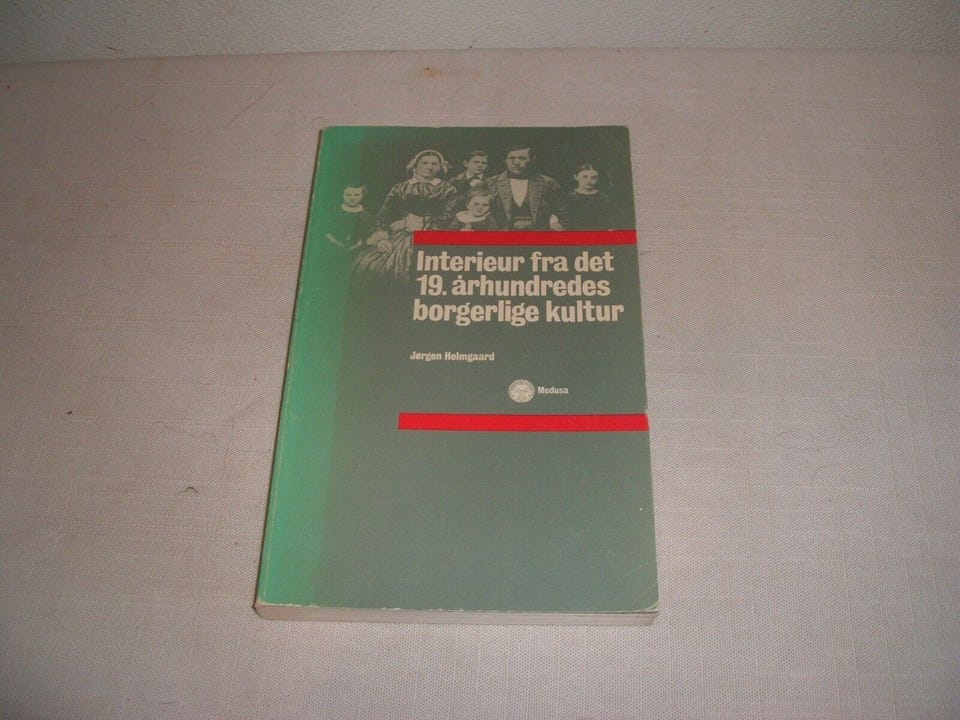 Interieur fra det
19. århundredes
borgerlige kultur
Jørgen Holmgaard
Medusa